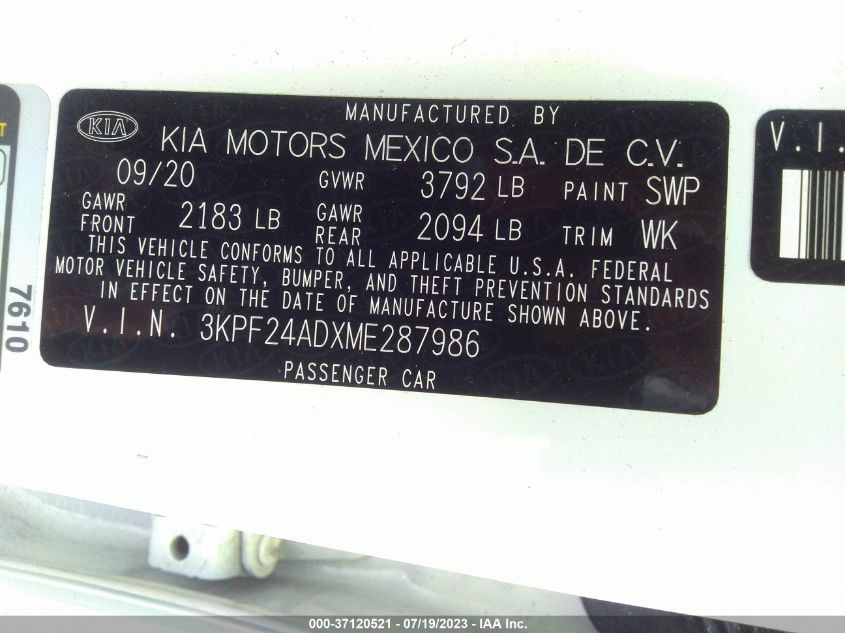 MANUFACTURED BY
KIA KIA MOTORS MEXICO S.A. DE C.V.
09/20 GVWR 3792 LB PAINT SWP
GAWR FRONT 2183 LB GAWR REAR 2094 LB TRIM WK
THIS VEHICLE CONFORMS TO ALL APPLICABLE U.S.A. FEDERAL
MOTOR VEHICLE SAFETY, BUMPER, AND THEFT PREVENTION STANDARDS
IN EFFECT ON THE DATE OF MANUFACTURE SHOWN ABOVE.
V.I.N. 3KPF24ADXME287986
PASSENGER CAR
7610
V.I.
000-37120521 - 07/19/2023 - IAA Inc.